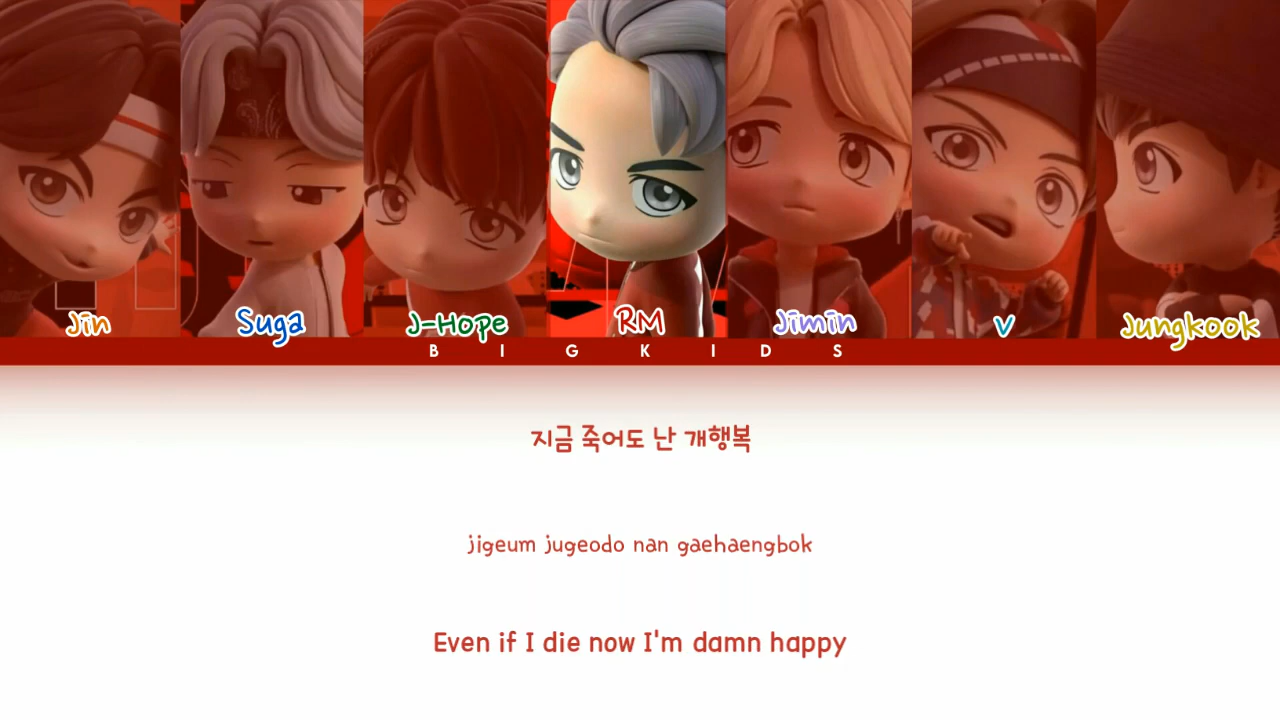 Jin Suga J-Hope RM Jimin V Jungkook
BIGKIDS
지금 죽어도 난 개행복
jigeum jugeodo nan gaehaengbok
Even if I die now I'm damn happy